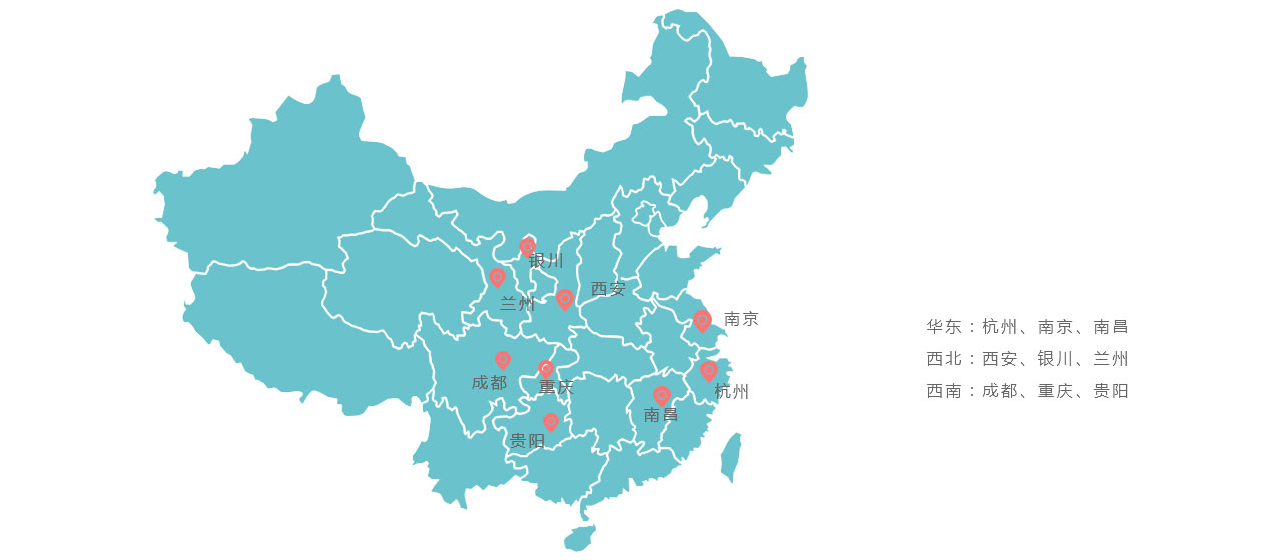 银川
西安
兰州
南京
成都
重庆
杭州
南昌
贵阳
华东：杭州、南京、南昌
西北：西安、银川、兰州
西南：成都、重庆、贵阳